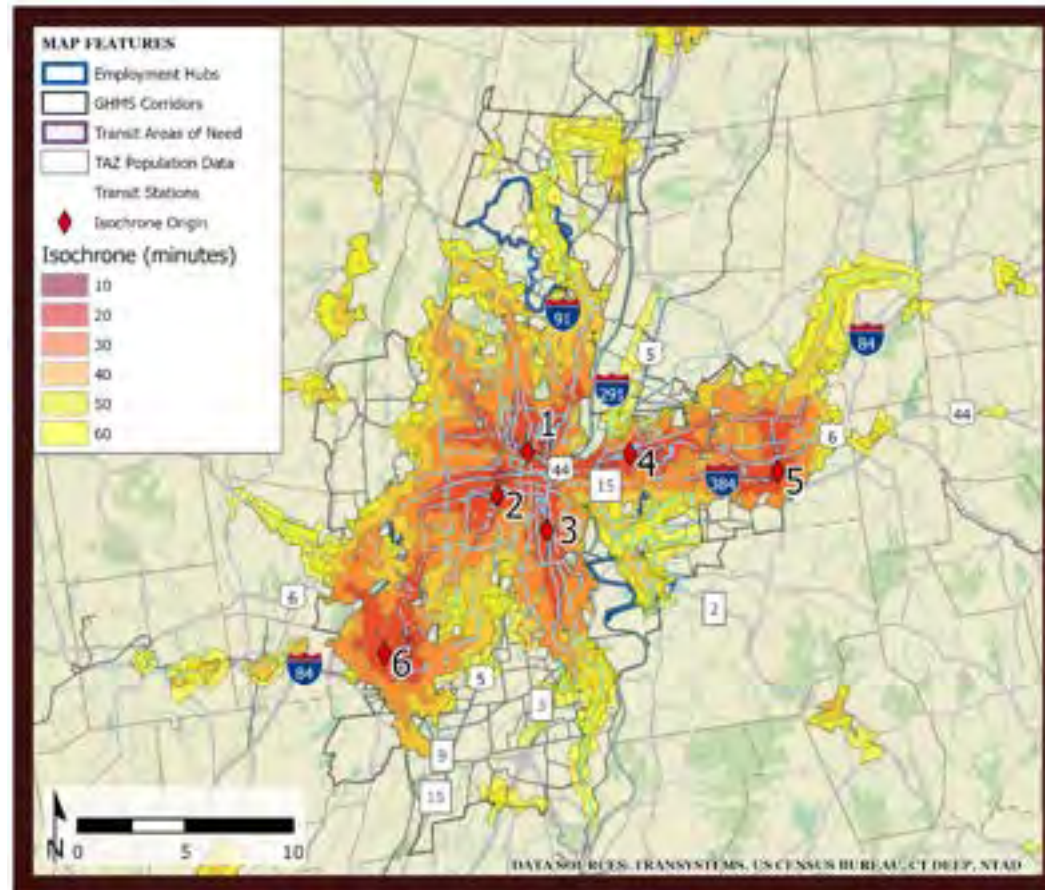 MAP FEATURES
Employment Hubs
GHMS Corridors
Transit Areas of Need
TAZ Population Data
Transit Stations
Isochrone Origin
Isochrone (minutes)
10
20
30
40
50
60
91
84
5
291
44
6
1
44
4
384
5
15
2
3
6
2
84
6
5
3
9
15
N
0 5 10
DATA SOURCES: TRANSYSTEMS, US CENSUS BUREAU, CT DEEP, NTAD